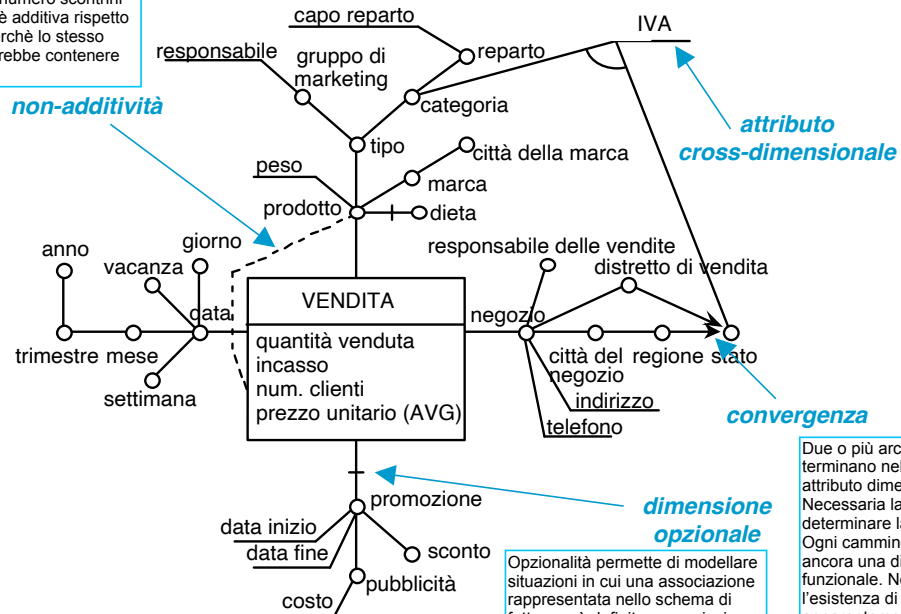 numero scontrini
è additiva rispetto
perchè lo stesso
rebbe contenere
non-additività
capo reparto
IVA
responsabile
gruppo di
marketing
reparto
categoria
attributo
cross-dimensionale
tipo
città della marca
peso
marca
prodotto
dieta
anno
giorno
vacanza
data
responsabile delle vendite
distretto di vendita
VENDITA
negozio
trimestre
mese
settimana
quantità venduta
incasso
num. clienti
prezzo unitario (AVG)
città del
negozio
regione
stato
indirizzo
telefono
convergenza
Due o più arc
terminano nel
attributo dime
Necessaria la
determinare la
Ogni cammin
ancora una di
funzionale. N
l'esistenza di
promozione
dimensione
opzionale
data inizio
data fine
sconto
pubblicità
costo
Opzionalità permette di modellare
situazioni in cui una associazione
rappresentata nello schema di